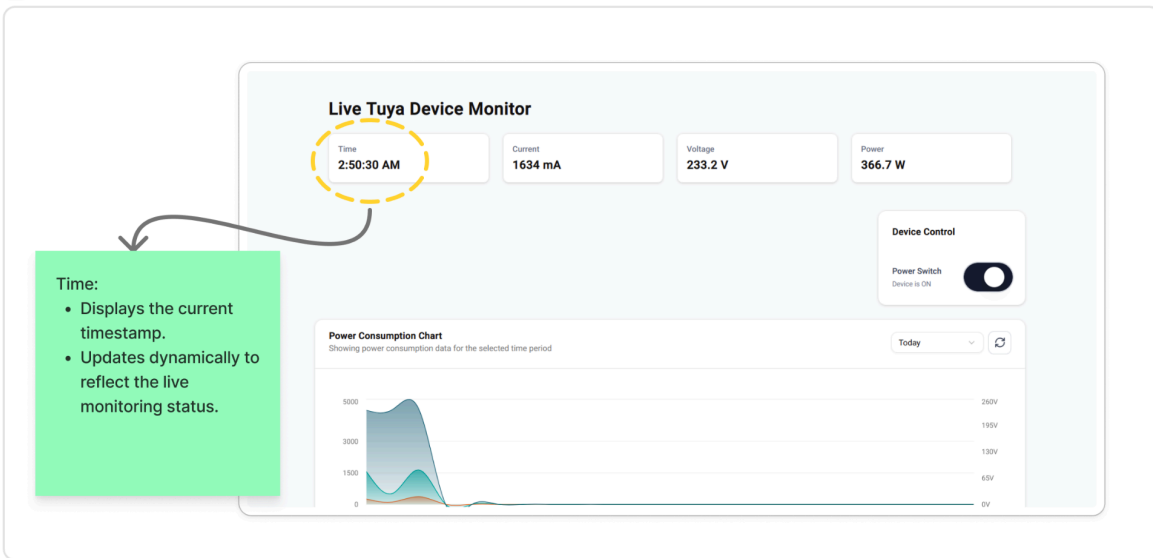 Live Tuya Device Monitor
Time
2:50:30 AM
Current
1634 mA
Voltage
233.2 V
Power
366.7 W
Device Control
Power Switch
Device is ON
Time:
• Displays the current
timestamp.
• Updates dynamically to
reflect the live
monitoring status.
Power Consumption Chart
Showing power consumption data for the selected time period
Today
5000
3000
1500
0
260V
195V
130V
65V
0V